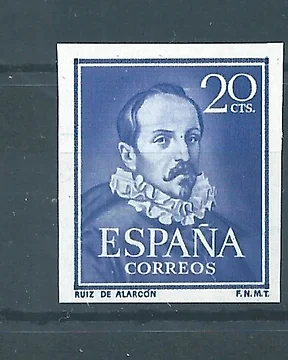 20
CTS.
ESPAÑA
CORREOS
RUIZ DE ALARCÓN F.N.M.T.